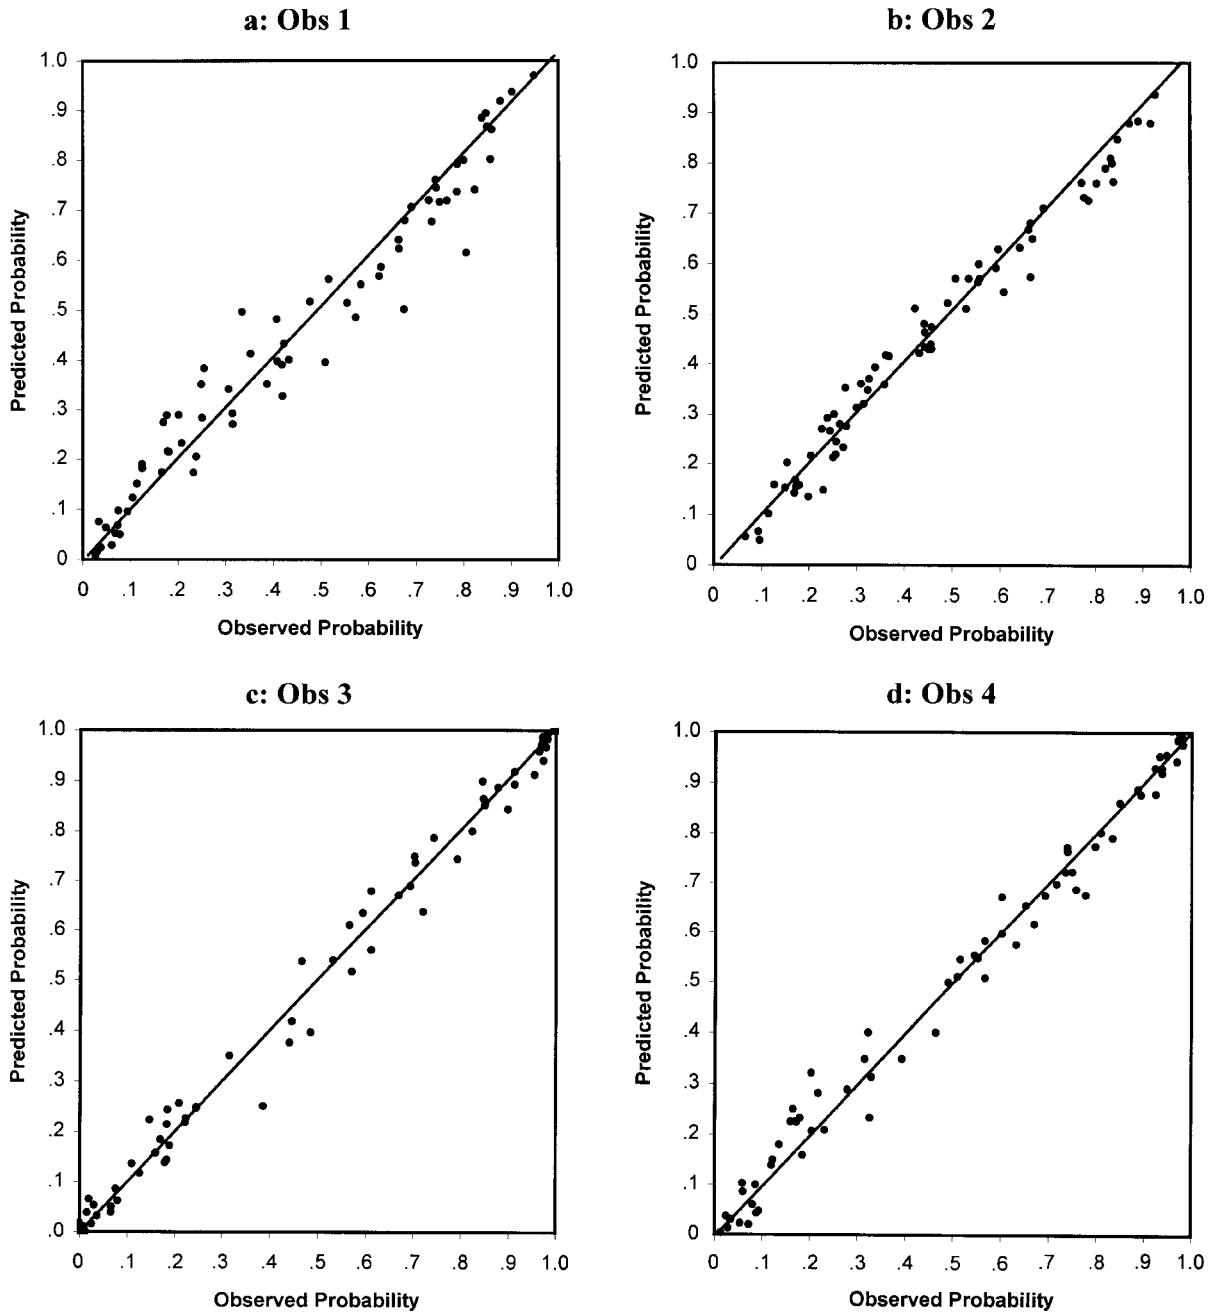 a: Obs 1
1.0
.9
.8
.7
.6
.5
.4
.3
.2
.1
0
Predicted Probability
0 .1 .2 .3 .4 .5 .6 .7 .8 .9 1.0
Observed Probability
b: Obs 2
1.0
.9
.8
.7
.6
.5
.4
.3
.2
.1
0
Predicted Probability
0 .1 .2 .3 .4 .5 .6 .7 .8 .9 1.0
Observed Probability
c: Obs 3
1.0
.9
.8
.7
.6
.5
.4
.3
.2
.1
.0
Predicted Probability
0 .1 .2 .3 .4 .5 .6 .7 .8 .9 1.0
Observed Probability
d: Obs 4
1.0
.9
.8
.7
.6
.5
.4
.3
.2
.1
0
Predicted Probability
0 .1 .2 .3 .4 .5 .6 .7 .8 .9 1.0
Observed Probability